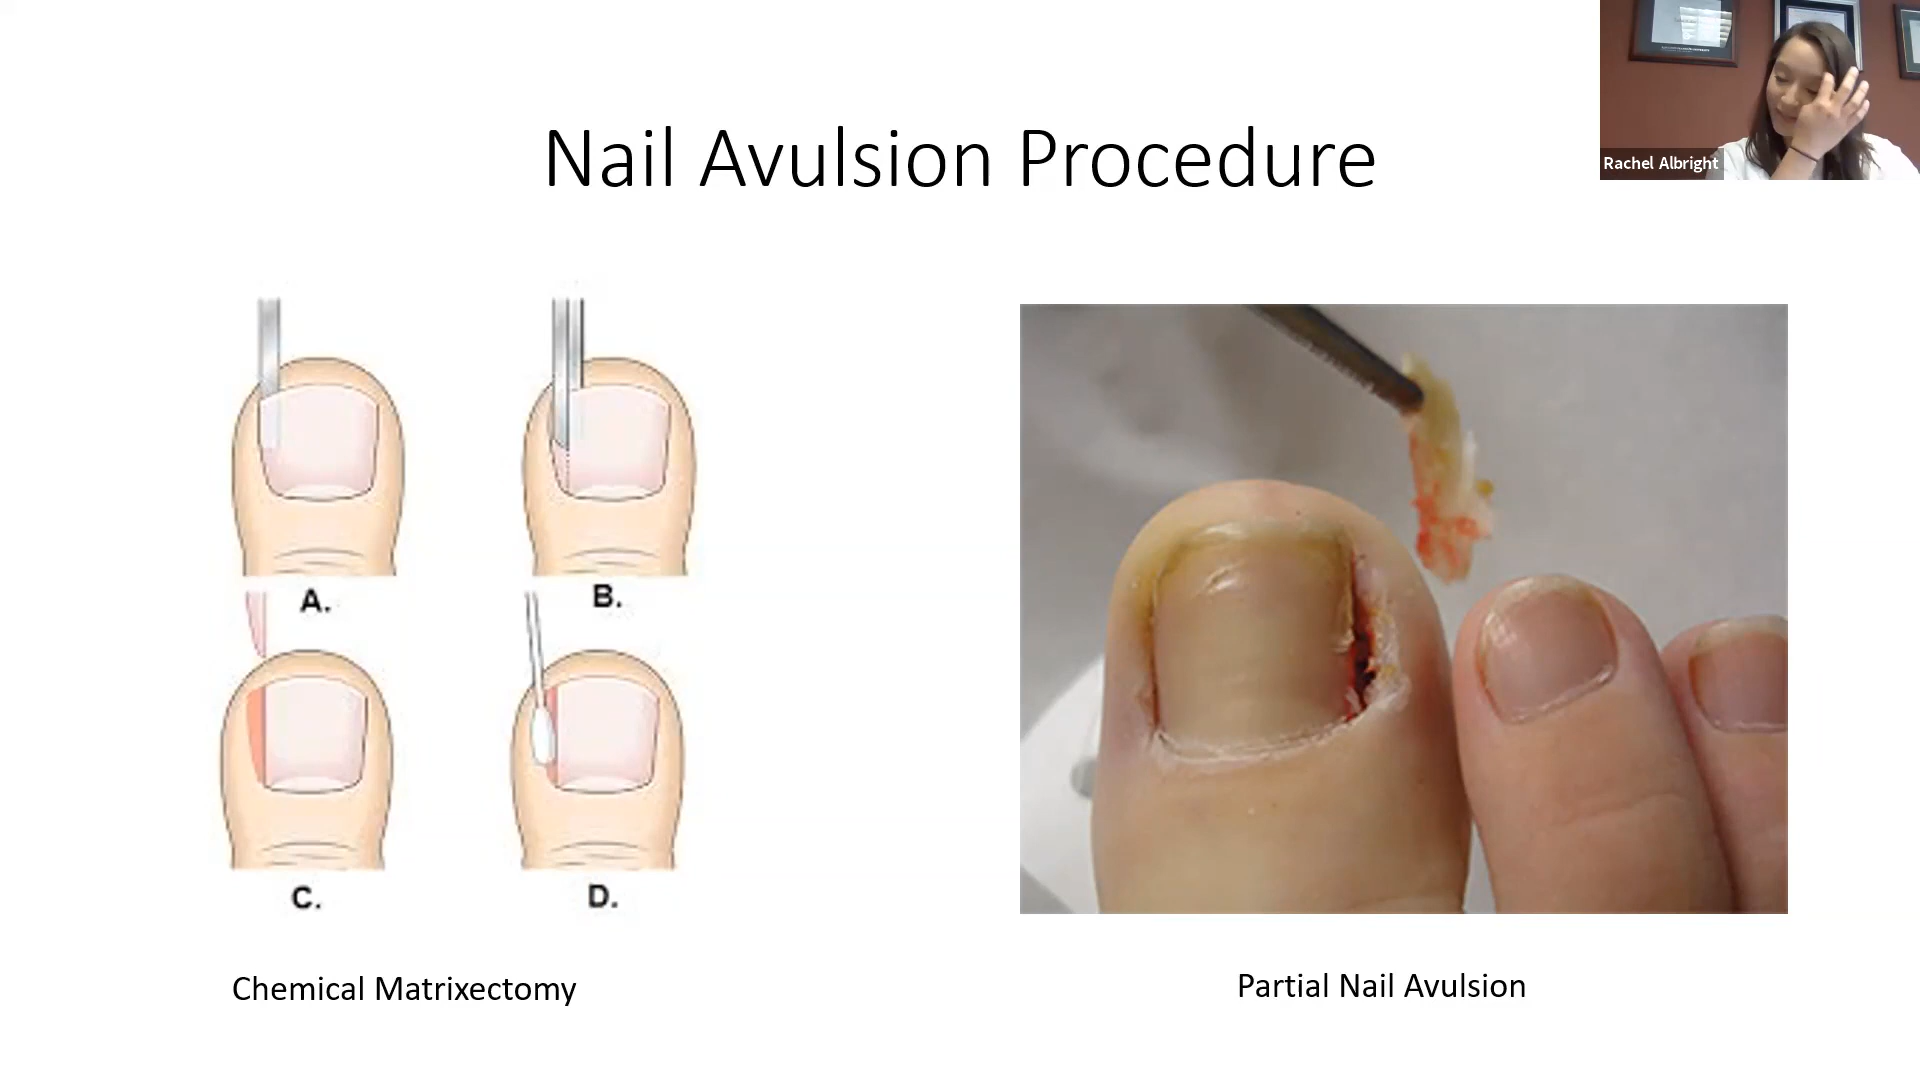 Rachel Albright
Nail Avulsion Procedure
A.
B.
C.
D.
Chemical Matrixectomy
Partial Nail Avulsion